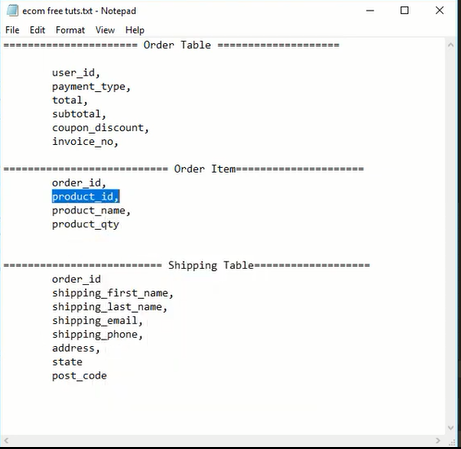 ecom free tuts.txt - Notepad
File Edit Format View Help
====================== Order Table ====================
user_id,
payment_type,
total,
subtotal,
coupon_discount,
invoice_no,
=========================== Order Item=====================
order_id,
product_id,
product_name,
product_qty
========================== Shipping Table===================
order_id
shipping_first_name,
shipping_last_name,
shipping_email,
shipping_phone,
address,
state
post_code